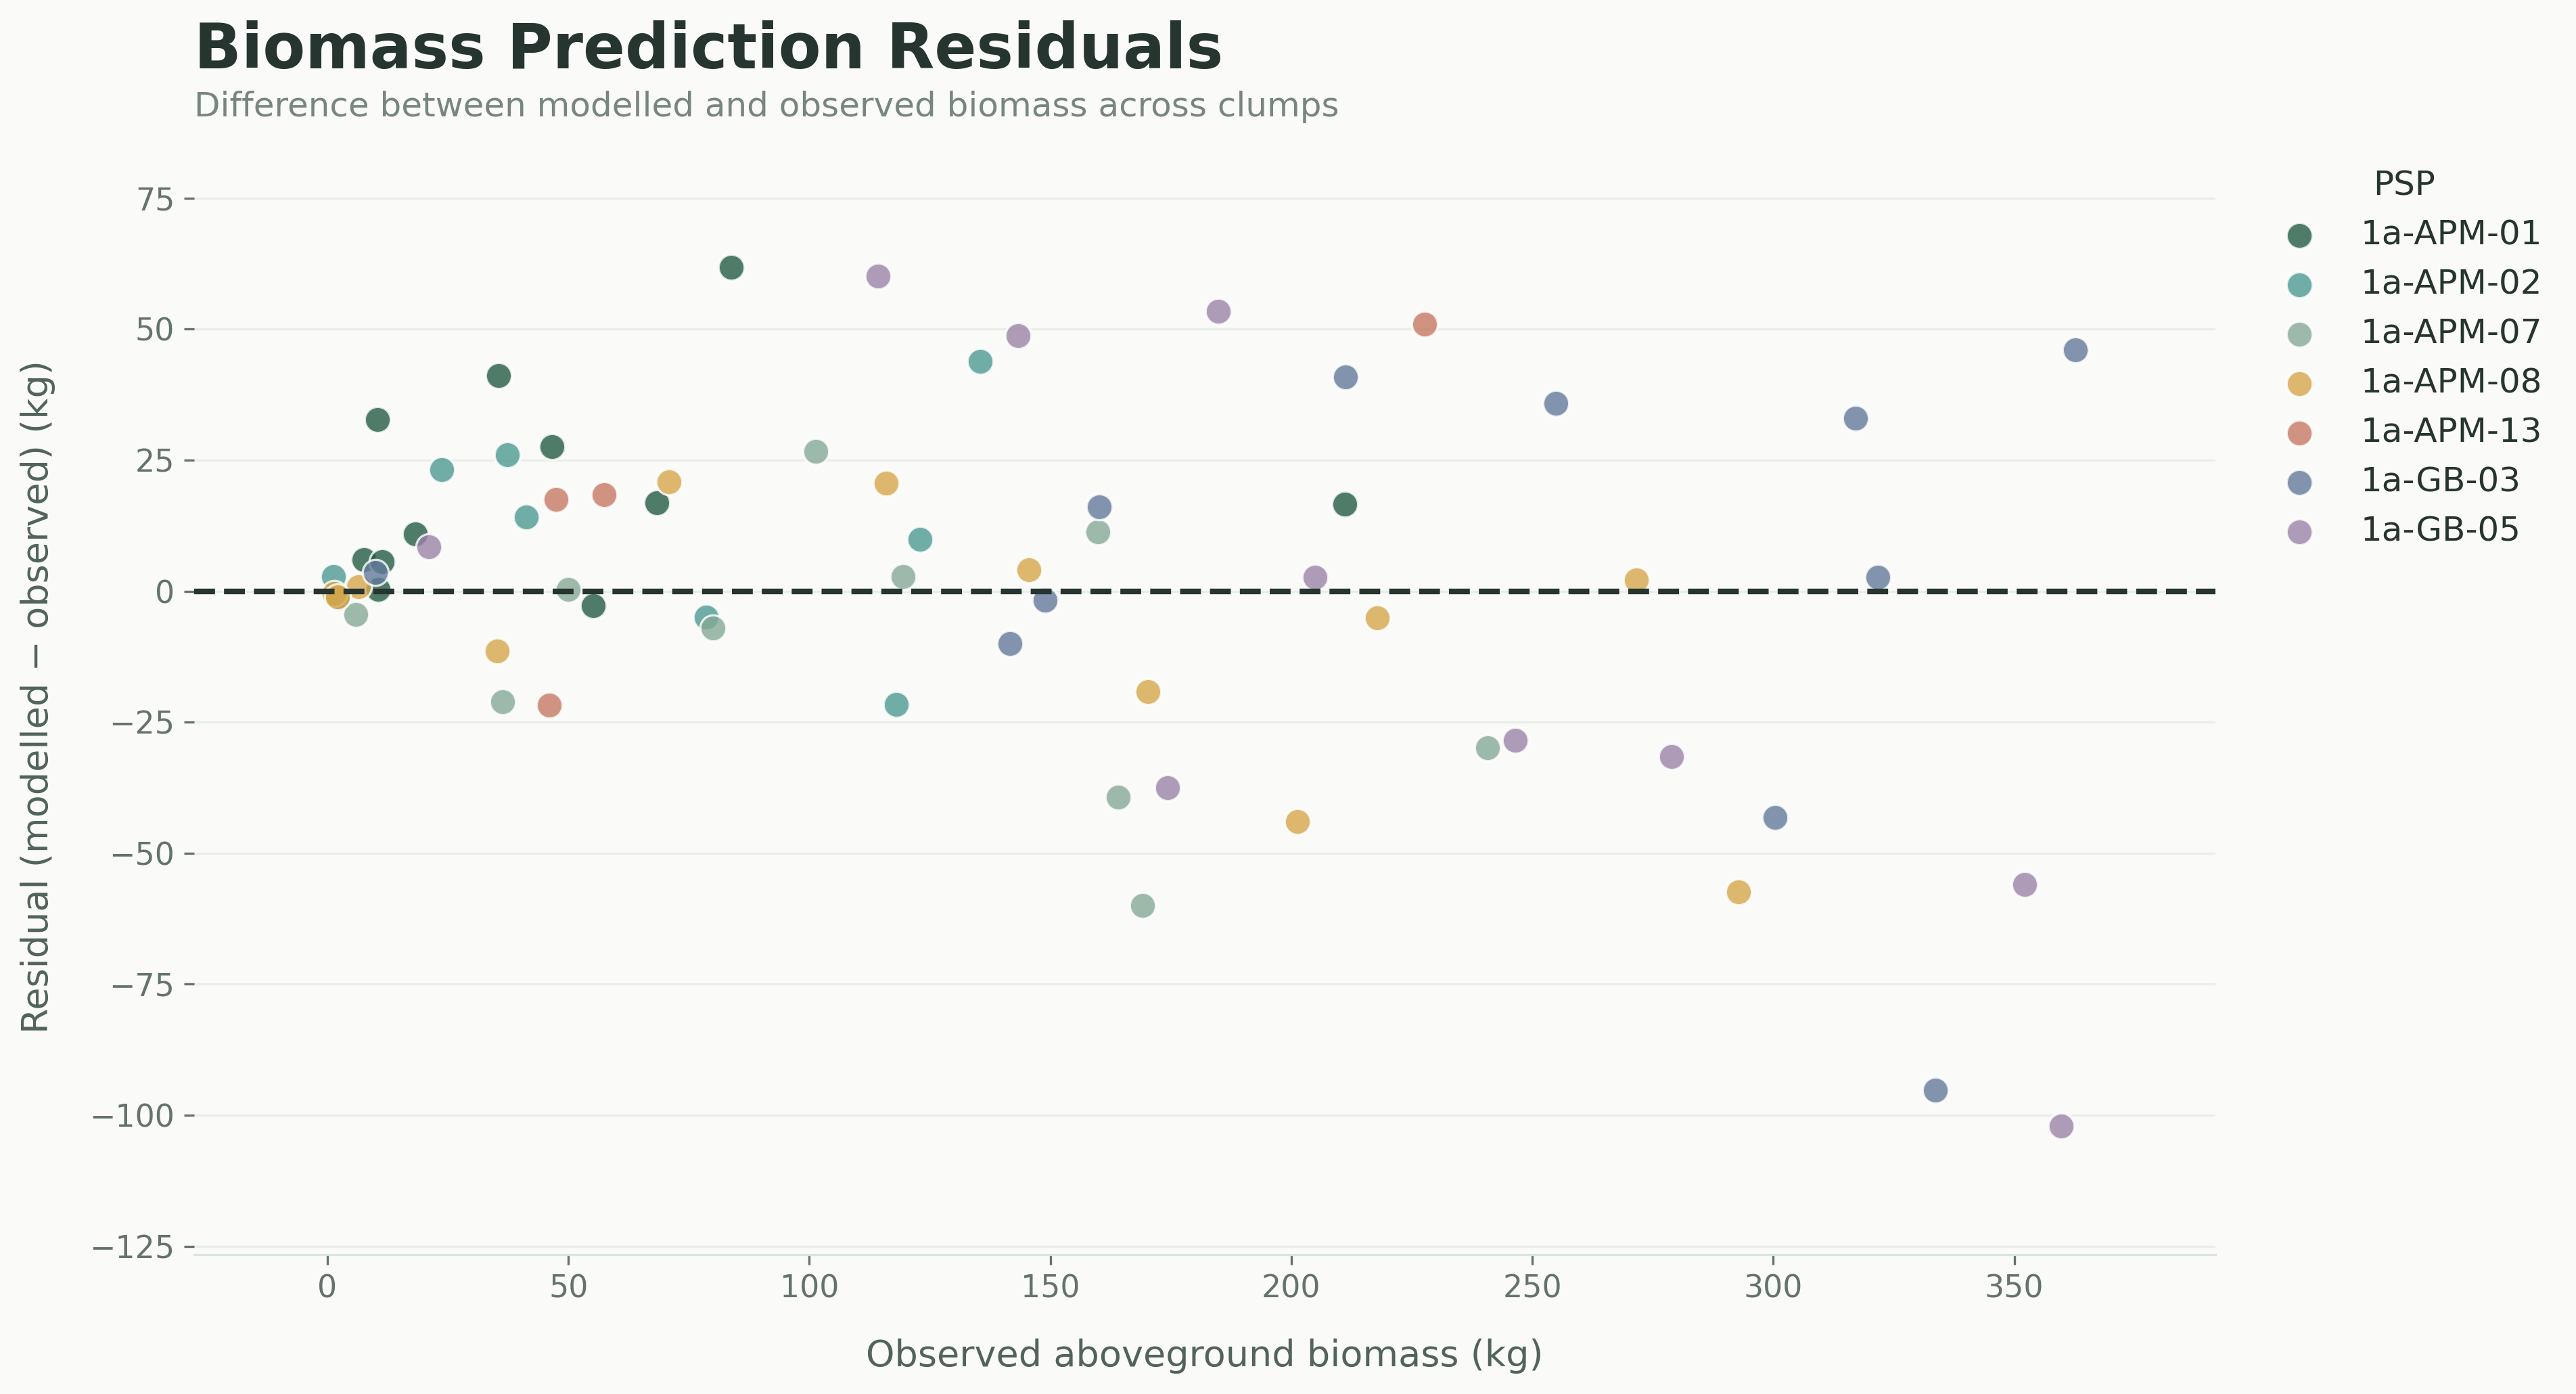 Biomass Prediction Residuals
Difference between modelled and observed biomass across clumps
Residual (modelled − observed) (kg)
75
50
25
0
−25
−50
−75
−100
−125
0 50 100 150 200 250 300 350
Observed aboveground biomass (kg)
PSP
1a-APM-01
1a-APM-02
1a-APM-07
1a-APM-08
1a-APM-13
1a-GB-03
1a-GB-05